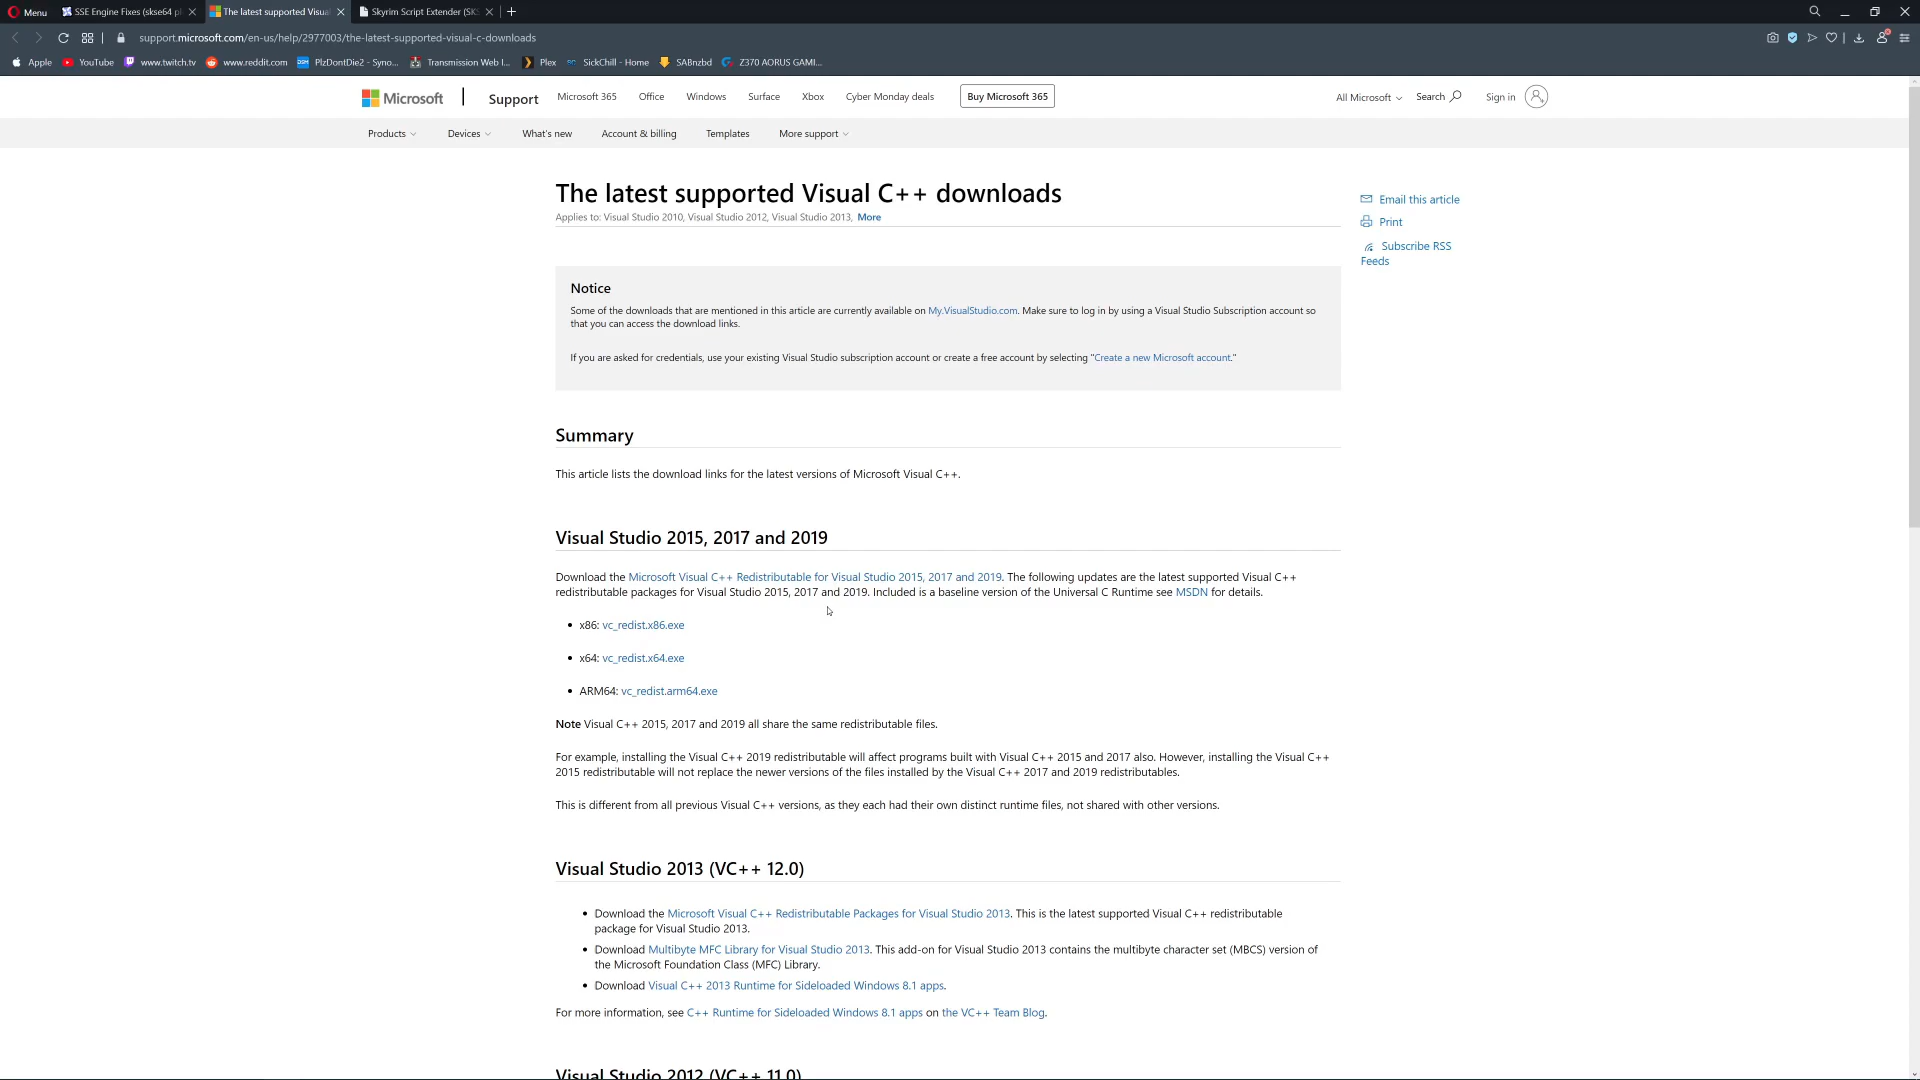 Menu
SSE Engine Fixes (skse64 pl
The latest supported Visual
Skyrim Script Extender (SKS
support.microsoft.com/en-us/help/2977003/the-latest-supported-visual-c-downloads
Apple
YouTube
www.twitch.tv
www.reddit.com
DSM
PlzDontDie2 - Syno...
Transmission Web I...
Plex
SickChill - Home
SABnzbd
Z370 AORUS GAMI...
Microsoft
Support
Microsoft 365
Office
Windows
Surface
Xbox
Cyber Monday deals
Buy Microsoft 365
All Microsoft
Search
Sign in
Products
Devices
What's new
Account & billing
Templates
More support
The latest supported Visual C++ downloads
Applies to: Visual Studio 2010, Visual Studio 2012, Visual Studio 2013, More
Email this article
Print
Subscribe RSS
Feeds
Notice
Some of the downloads that are mentioned in this article are currently available on My.VisualStudio.com. Make sure to log in by using a Visual Studio Subscription account so
that you can access the download links.
If you are asked for credentials, use your existing Visual Studio subscription account or create a free account by selecting "Create a new Microsoft account."
Summary
This article lists the download links for the latest versions of Microsoft Visual C++.
Visual Studio 2015, 2017 and 2019
Download the Microsoft Visual C++ Redistributable for Visual Studio 2015, 2017 and 2019. The following updates are the latest supported Visual C++
redistributable packages for Visual Studio 2015, 2017 and 2019. Included is a baseline version of the Universal C Runtime see MSDN for details.
• x86: vc_redist.x86.exe
• x64: vc_redist.x64.exe
• ARM64: vc_redist.arm64.exe
Note Visual C++ 2015, 2017 and 2019 all share the same redistributable files.
For example, installing the Visual C++ 2019 redistributable will affect programs built with Visual C++ 2015 and 2017 also. However, installing the Visual C++
2015 redistributable will not replace the newer versions of the files installed by the Visual C++ 2017 and 2019 redistributables.
This is different from all previous Visual C++ versions, as they each had their own distinct runtime files, not shared with other versions.
Visual Studio 2013 (VC++ 12.0)
• Download the Microsoft Visual C++ Redistributable Packages for Visual Studio 2013. This is the latest supported Visual C++ redistributable
package for Visual Studio 2013.
• Download Multibyte MFC Library for Visual Studio 2013. This add-on for Visual Studio 2013 contains the multibyte character set (MBCS) version of
the Microsoft Foundation Class (MFC) Library.
• Download Visual C++ 2013 Runtime for Sideloaded Windows 8.1 apps.
For more information, see C++ Runtime for Sideloaded Windows 8.1 apps on the VC++ Team Blog.
Visual Studio 2012 (VC++ 11.0)